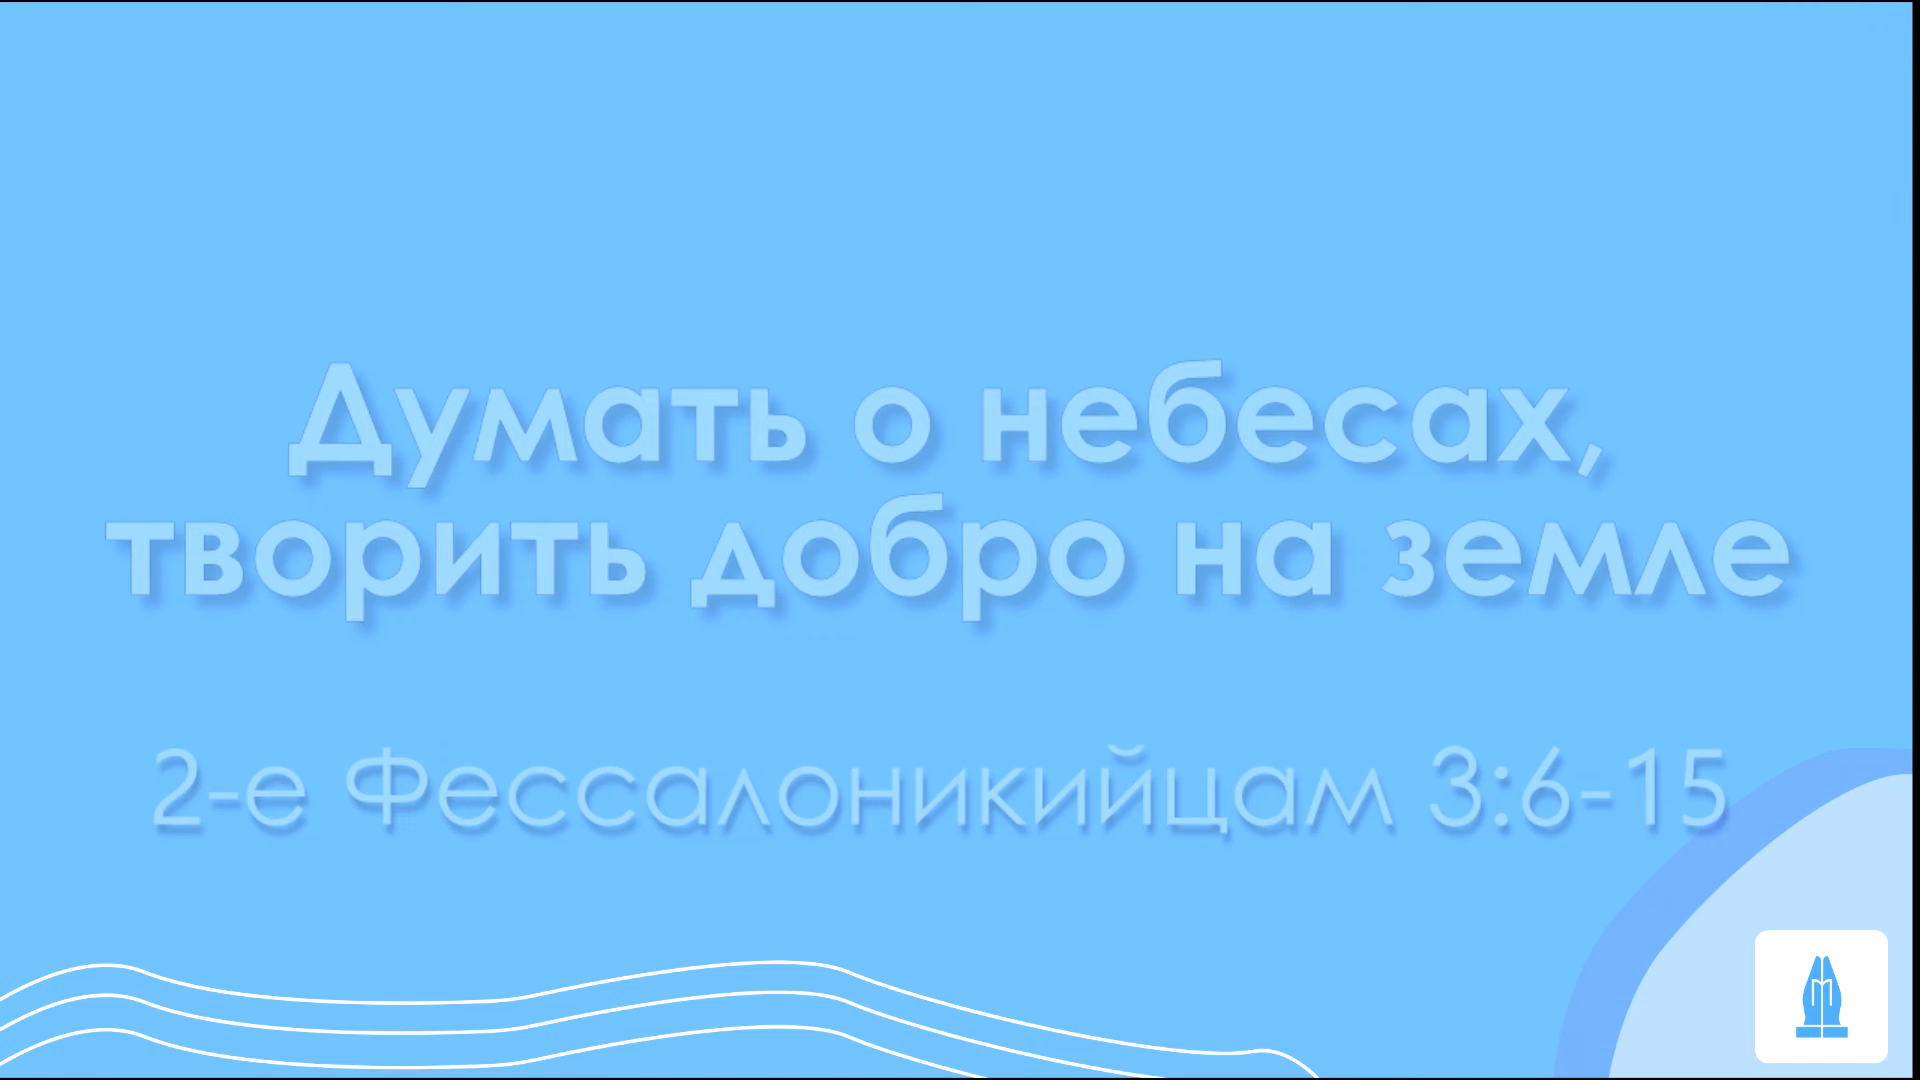 Думать о небесах,
творить добро на земле
2-е Фессалоникийцам 3:6-15